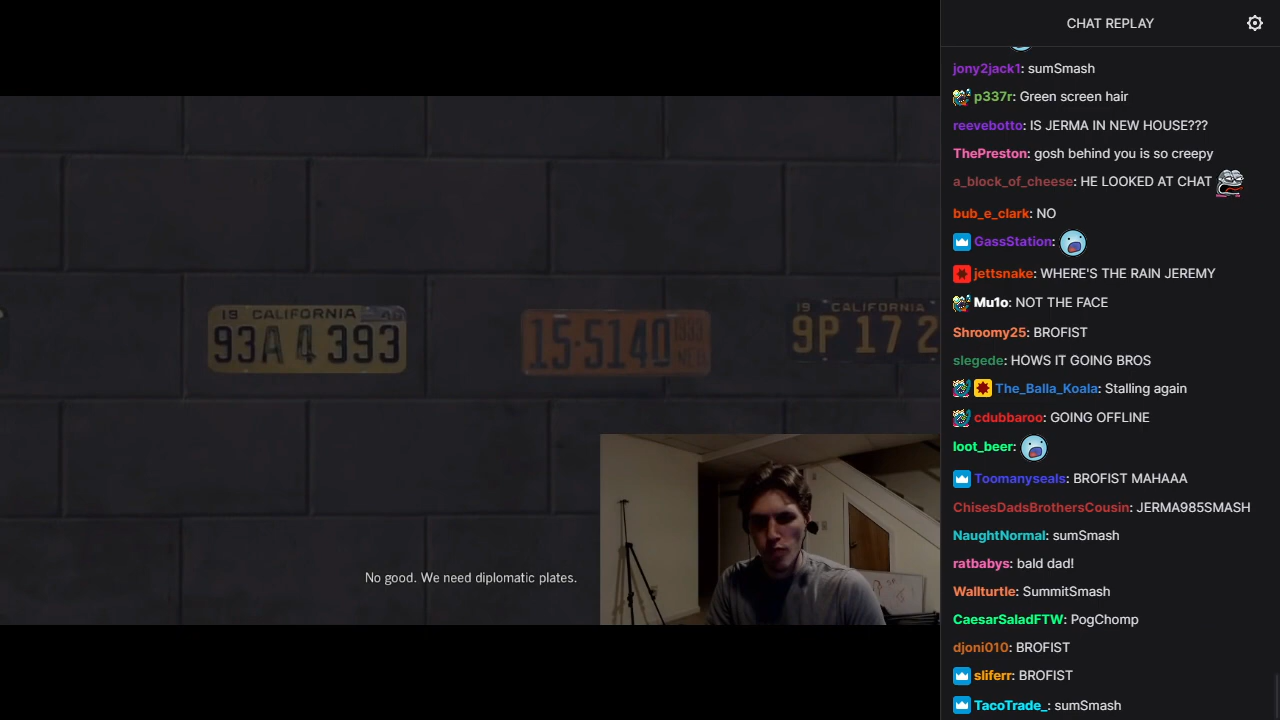 CHAT REPLAY
jony2jack1: sumSmash
p337r: Green screen hair
reevebotto: IS JERMA IN NEW HOUSE???
ThePreston: gosh behind you is so creepy
a_block_of_cheese: HE LOOKED AT CHAT
bub_e_clark: NO
GassStation:
jettsnake: WHERE'S THE RAIN JEREMY
Mu1o: NOT THE FACE
Shroomy25: BROFIST
slegede: HOWS IT GOING BROS
The_Balla_Koala: Stalling again
cdubbaroo: GOING OFFLINE
loot_beer:
Toomanyseals: BROFIST MAHAAA
ChisesDadsBrothersCousin: JERMA985SMASH
NaughtNormal: sumSmash
ratbabys: bald dad!
Wallturtle: SummitSmash
CaesarSaladFTW: PogChomp
djoni010: BROFIST
sliferr: BROFIST
TacoTrade_: sumSmash
19 CALIFORNIA
93A 4 393
15-5140
19 CALIFORNIA
9P 17 2
No good. We need diplomatic plates.